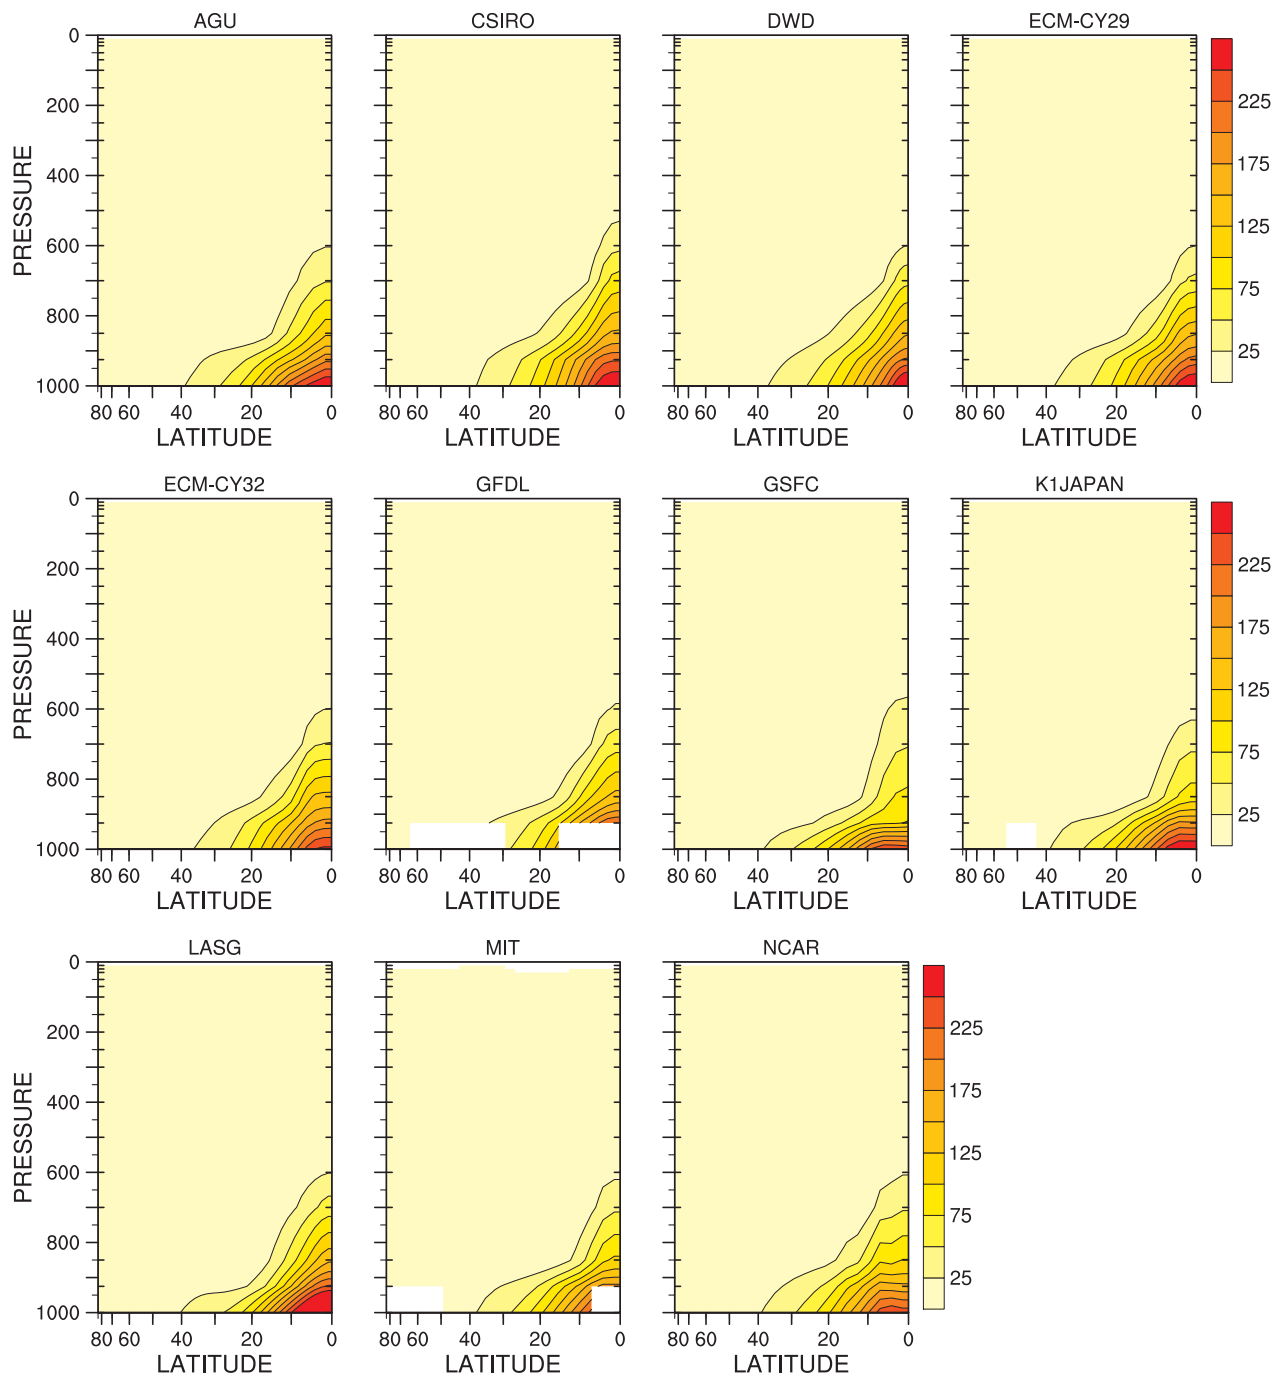 AGU CSIRO DWD ECM-CY29
0
200
400
600
800
1000
PRESSURE
80 60 40 20 0 80 60 40 20 0 80 60 40 20 0 80 60 40 20 0
LATITUDE LATITUDE LATITUDE LATITUDE
225
175
125
75
25
ECM-CY32 GFDL GSFC K1JAPAN
0
200
400
600
800
1000
PRESSURE
80 60 40 20 0 80 60 40 20 0 80 60 40 20 0 80 60 40 20 0
LATITUDE LATITUDE LATITUDE LATITUDE
225
175
125
75
25
LASG MIT NCAR
0
200
400
600
800
1000
PRESSURE
80 60 40 20 0 80 60 40 20 0 80 60 40 20 0
LATITUDE LATITUDE LATITUDE
225
175
125
75
25